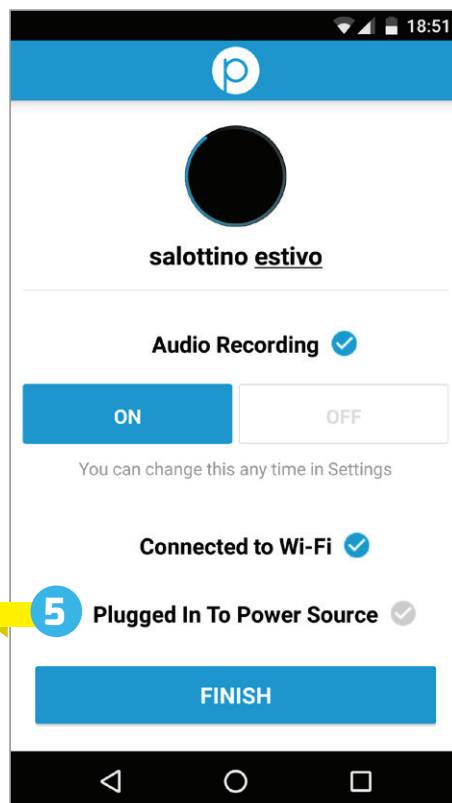 18:51
p
salottino estivo
Audio Recording
ON OFF
You can change this any time in Settings
Connected to Wi-Fi
5 Plugged In To Power Source
FINISH